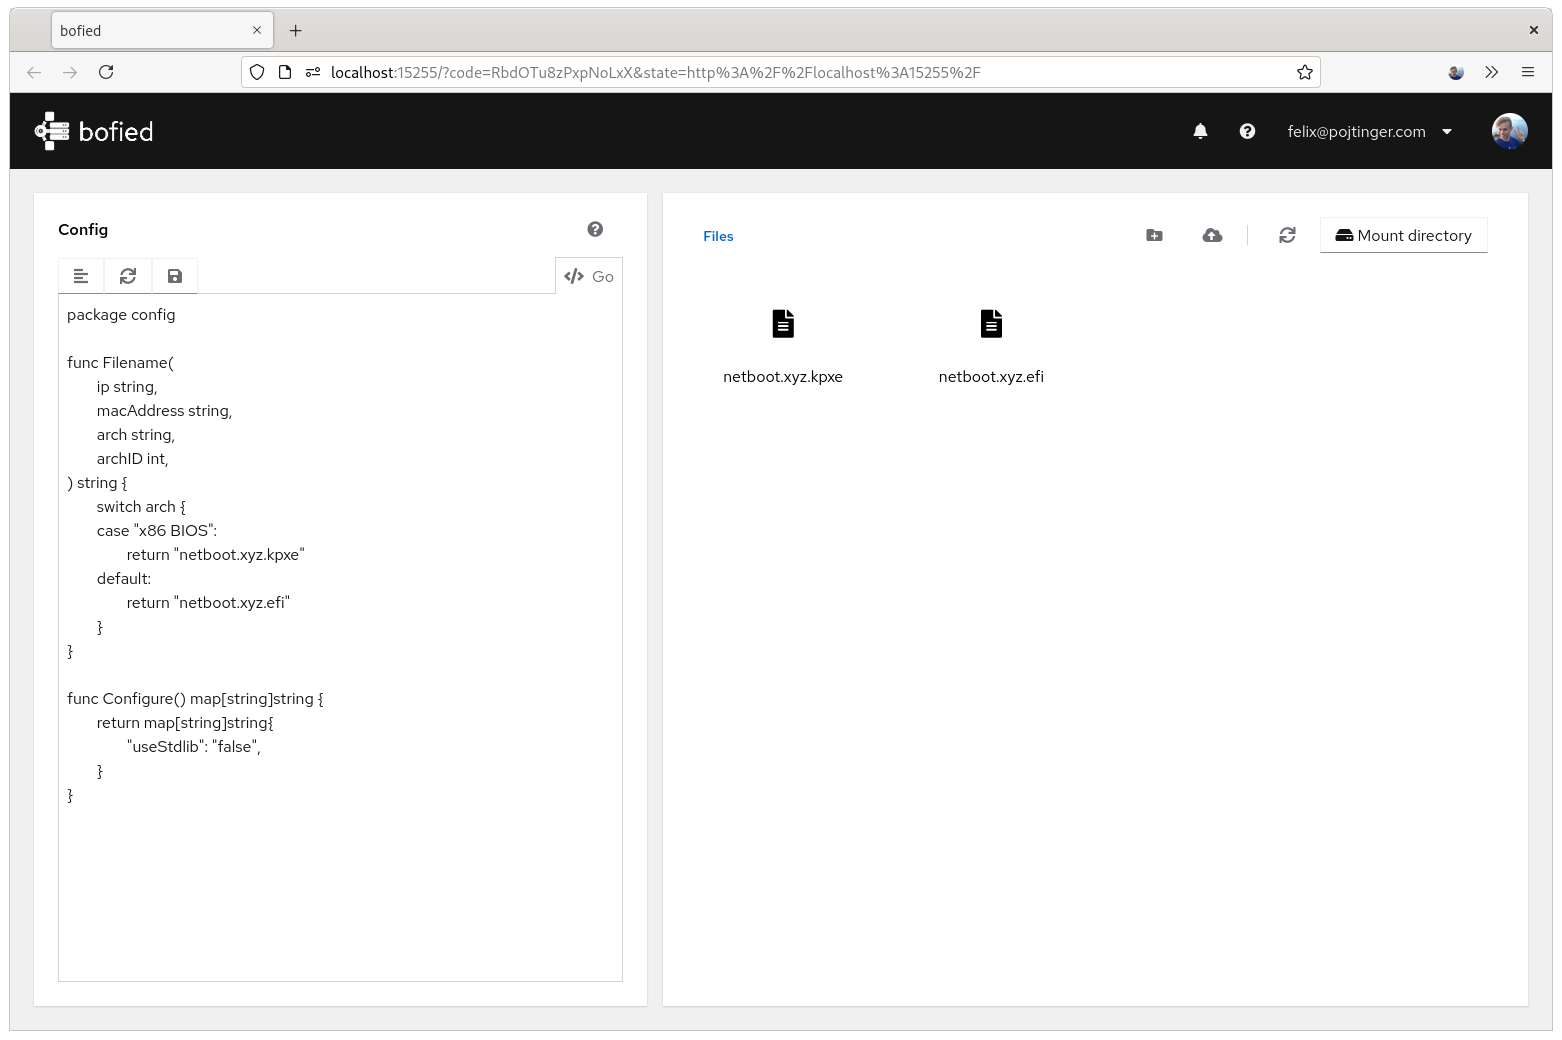 bofied
localhost:15255/?code=RbdOTu8zPxpNoLxX&state=http%3A%2F%2Flocalhost%3A15255%2F
bofied
felix@pojtinger.com
Config
Go
package config
func Filename(
ip string,
macAddress string,
arch string,
archID int,
) string {
switch arch {
case "x86 BIOS":
return "netboot.xyz.kpxe"
default:
return "netboot.xyz.efi"
}
}
func Configure() map[string]string {
return map[string]string{
"useStdlib": "false",
}
}
Files
Mount directory
netboot.xyz.kpxe
netboot.xyz.efi